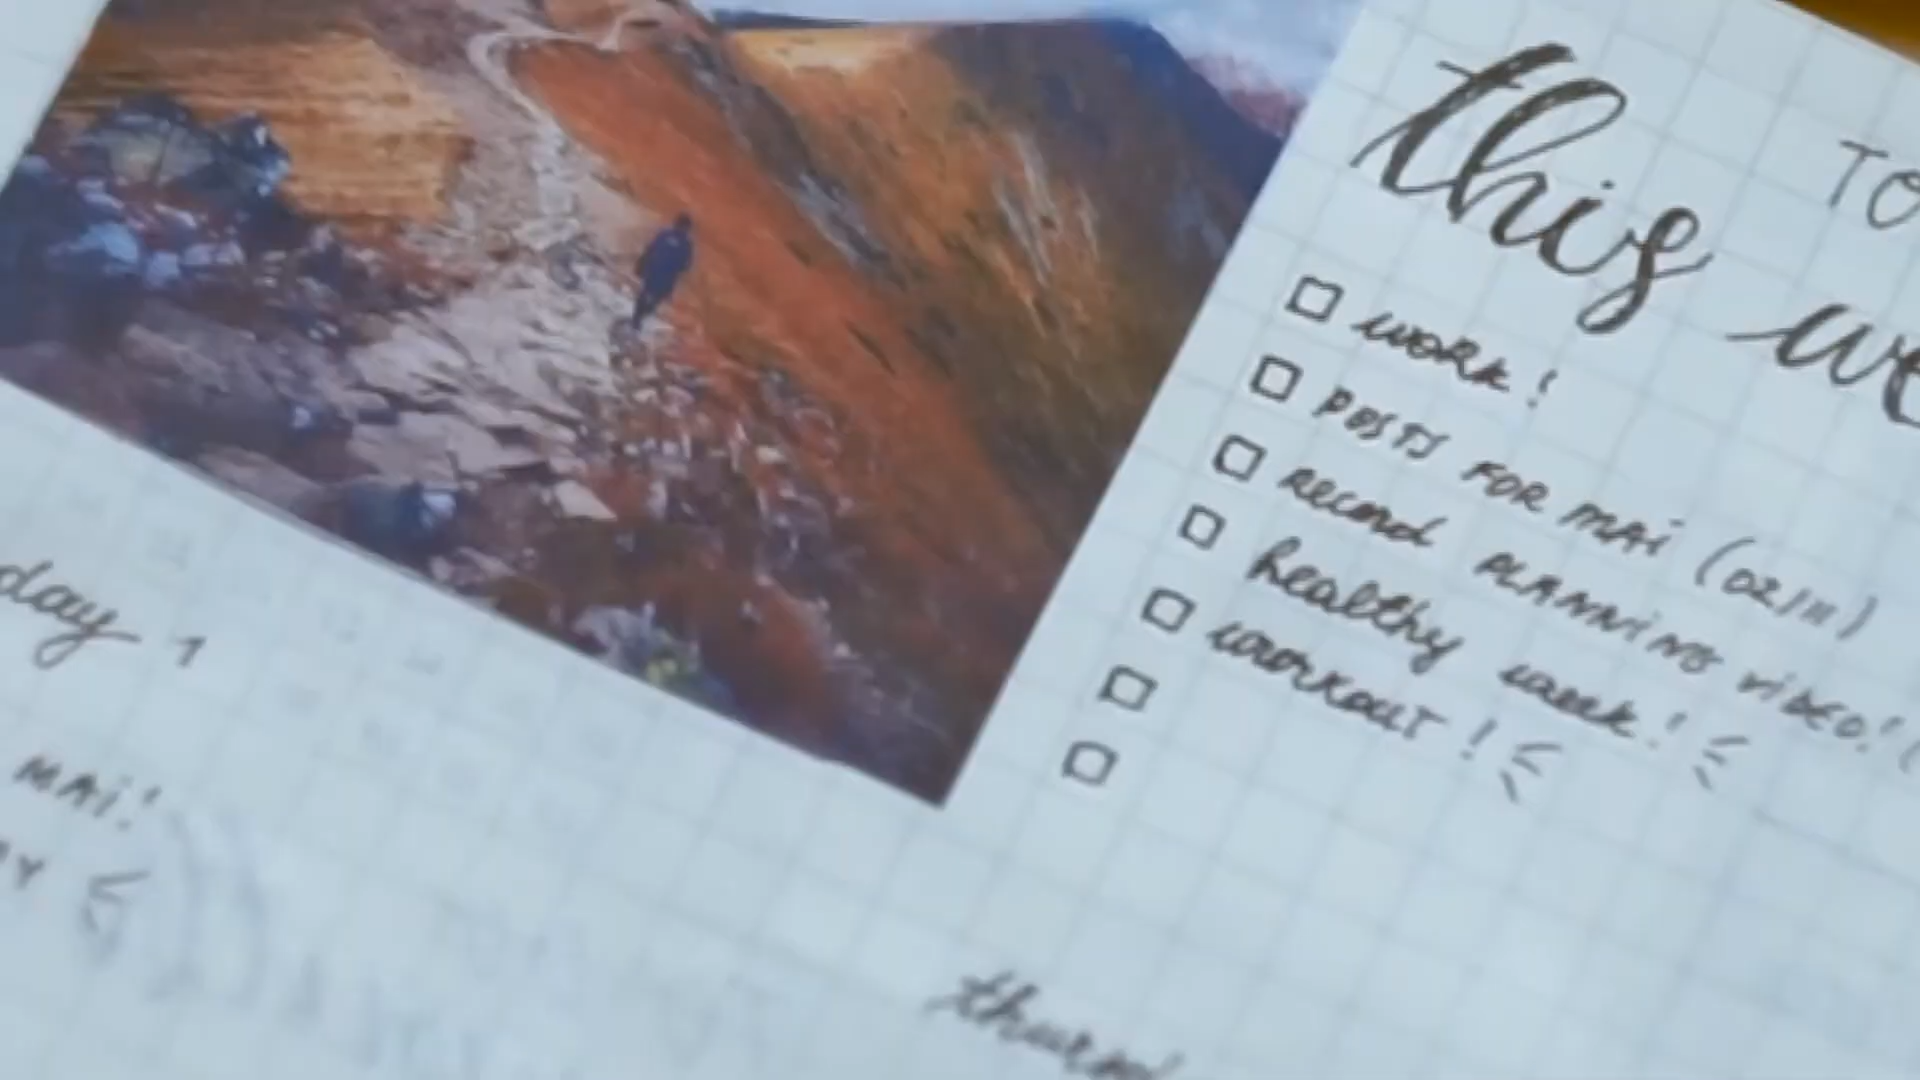 TO
this we
WORK!
POSTS FOR MAi (02/11)
RECORD PLANNiNG ViDEO! (
healthy week!
WORKOUT!
day 1
MAi!
thursd